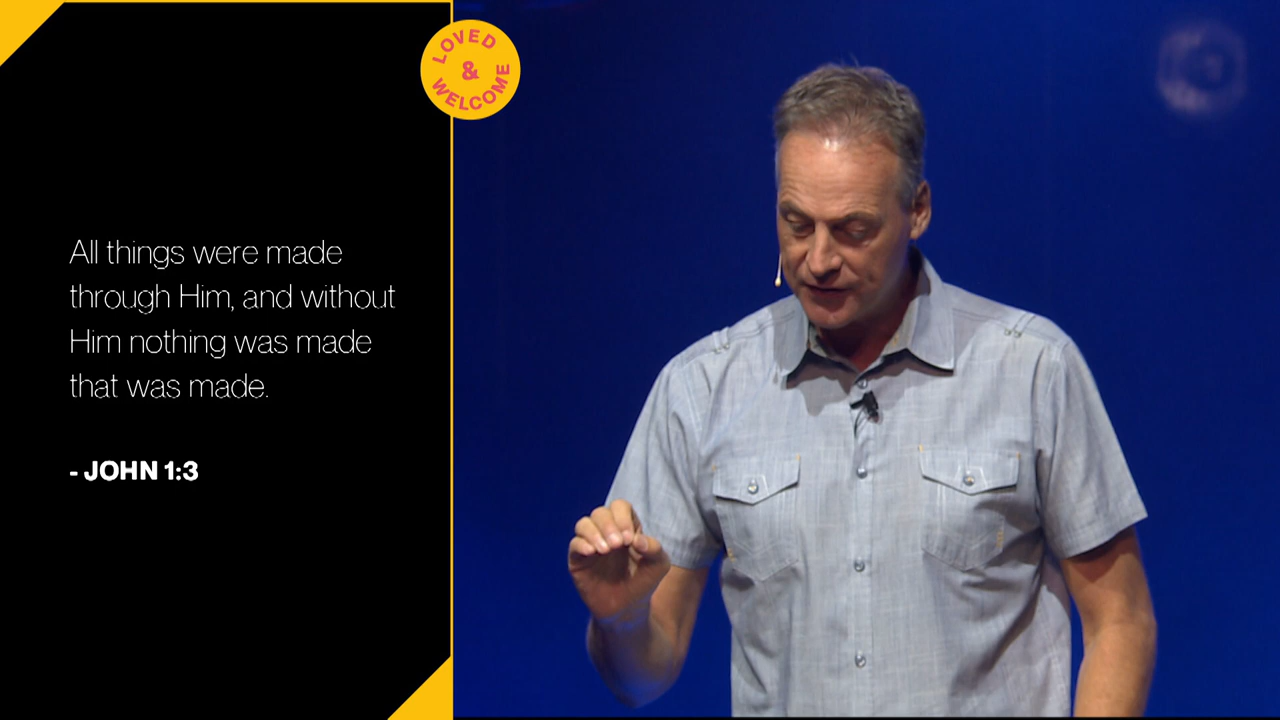 All things were made
through Him, and without
Him nothing was made
that was made.
- JOHN 1:3
LOVED
&
WELCOME